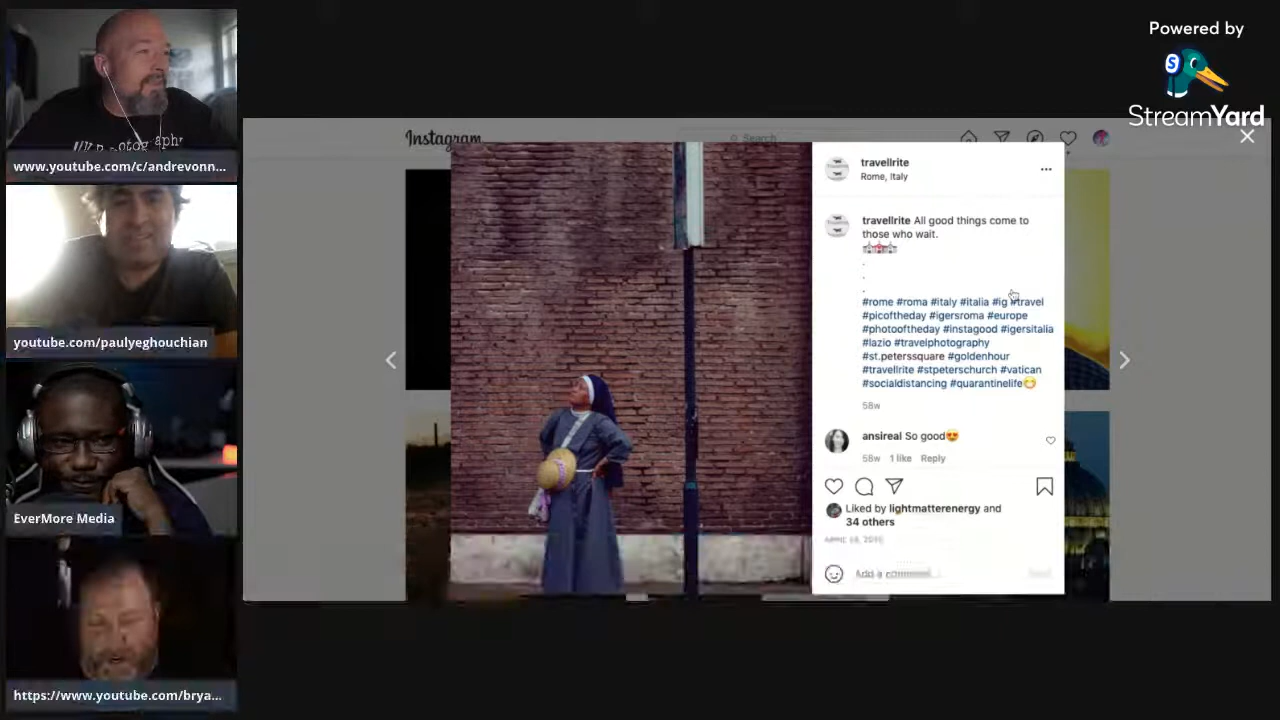 www.youtube.com/c/andrevonn...
youtube.com/paulyeghouchian
EverMore Media
https://www.youtube.com/brya...
Powered by
S
StreamYard
Instagram
Search
travellrite
Rome, Italy
travellrite All good things come to
those who wait.
.
.
.
#rome #roma #italy #italia #ig #travel
#picoftheday #igersroma #europe
#photooftheday #instagood #igersitalia
#lazio #travelphotography
#st.peterssquare #goldenhour
#travellrite #stpeterschurch #vatican
#socialdistancing #quarantinelife
58w
ansireal So good
58w 1 like Reply
Liked by lightmatterenergy and
34 others
Add a comment...